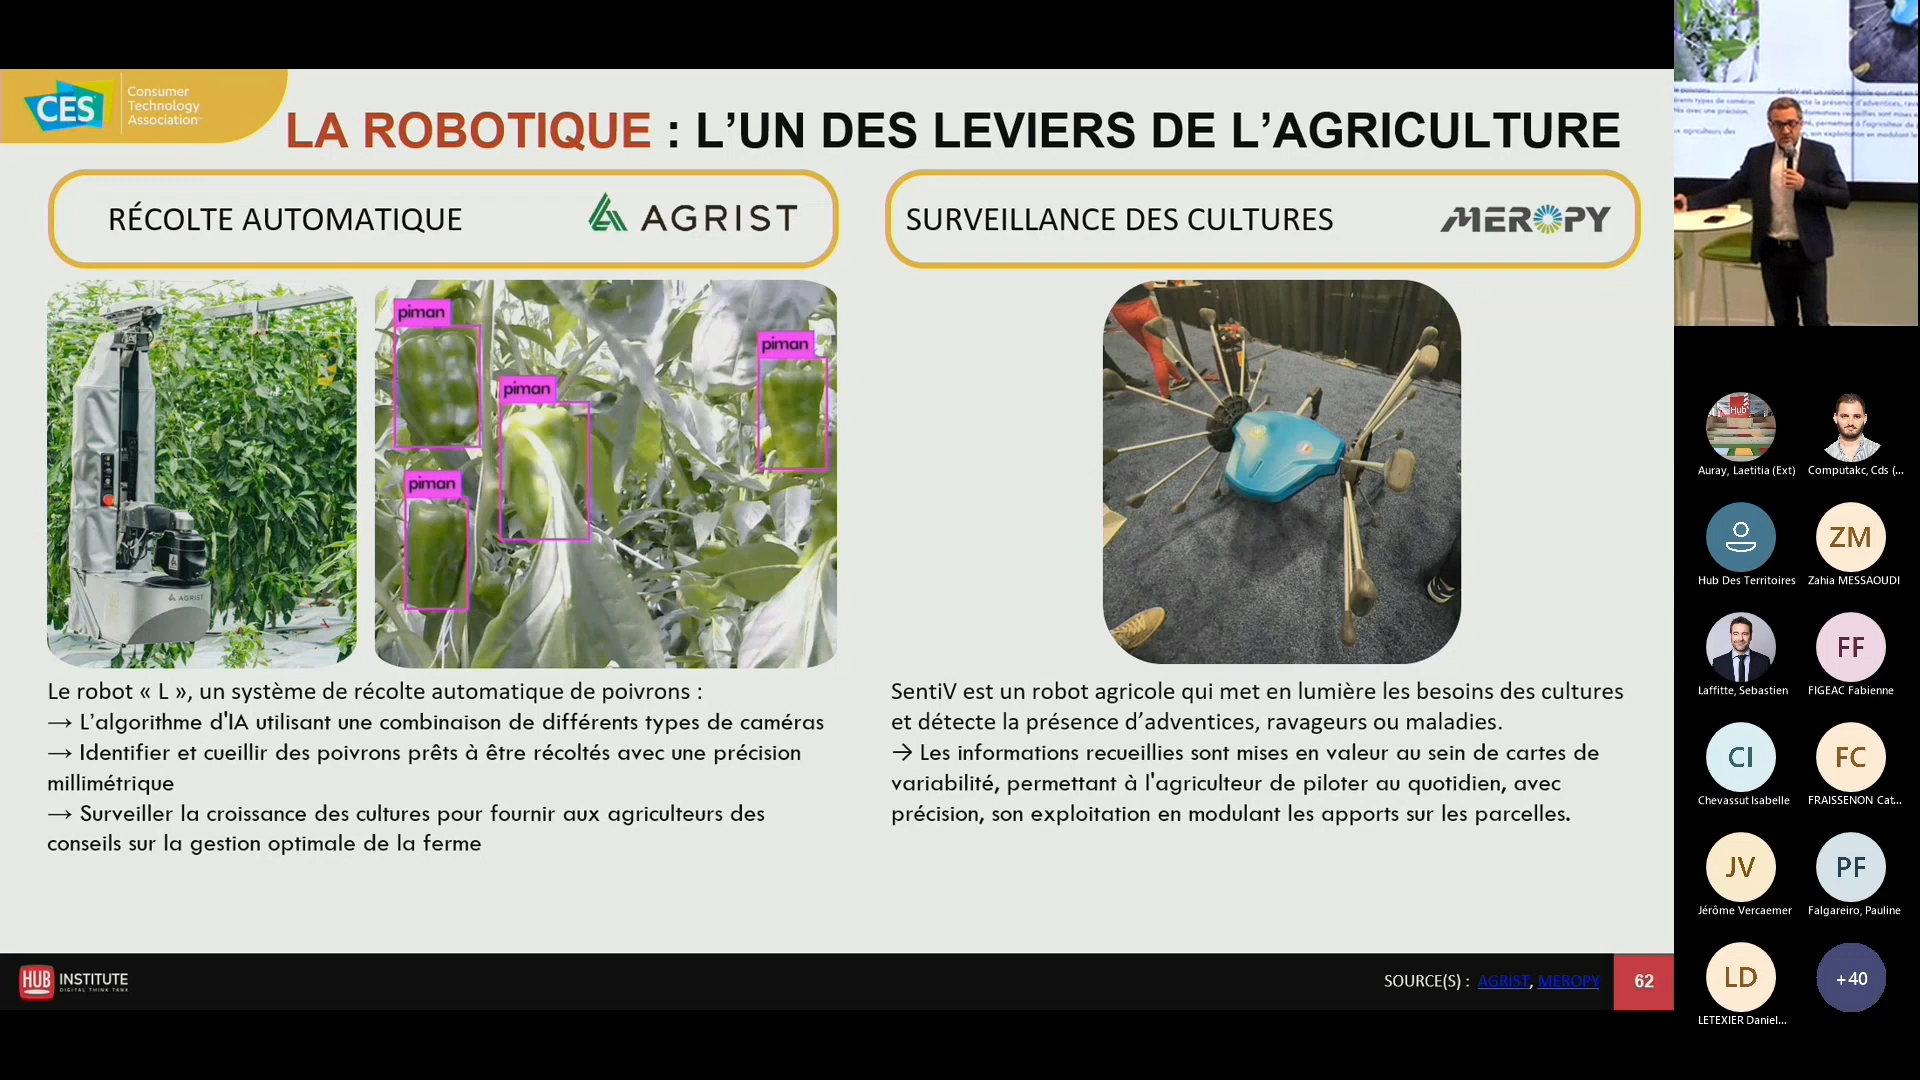 CES
Consumer
Technology
Association
LA ROBOTIQUE : L’UN DES LEVIERS DE L’AGRICULTURE
RÉCOLTE AUTOMATIQUE
AGRIST
SURVEILLANCE DES CULTURES
MEROPY
piman
piman
piman
piman
AGRIST
Le robot « L », un système de récolte automatique de poivrons :
→ L’algorithme d'IA utilisant une combinaison de différents types de caméras
→ Identifier et cueillir des poivrons prêts à être récoltés avec une précision
millimétrique
→ Surveiller la croissance des cultures pour fournir aux agriculteurs des
conseils sur la gestion optimale de la ferme
SentiV est un robot agricole qui met en lumière les besoins des cultures
et détecte la présence d’adventices, ravageurs ou maladies.
→ Les informations recueillies sont mises en valeur au sein de cartes de
variabilité, permettant à l'agriculteur de piloter au quotidien, avec
précision, son exploitation en modulant les apports sur les parcelles.
HUB INSTITUTE
DIGITAL THINK TANK
SOURCE(S) : AGRIST, MEROPY
62
Hub
Auray, Laetitia (Ext)
Computakc, Cds (...
Hub Des Territoires
ZM
Zahia MESSAOUDI
Laffitte, Sebastien
FF
FIGEAC Fabienne
CI
Chevassut Isabelle
FC
FRAISSENON Cat...
JV
Jérôme Vercaemer
PF
Falgareiro, Pauline
LD
LETEXIER Daniel...
+40